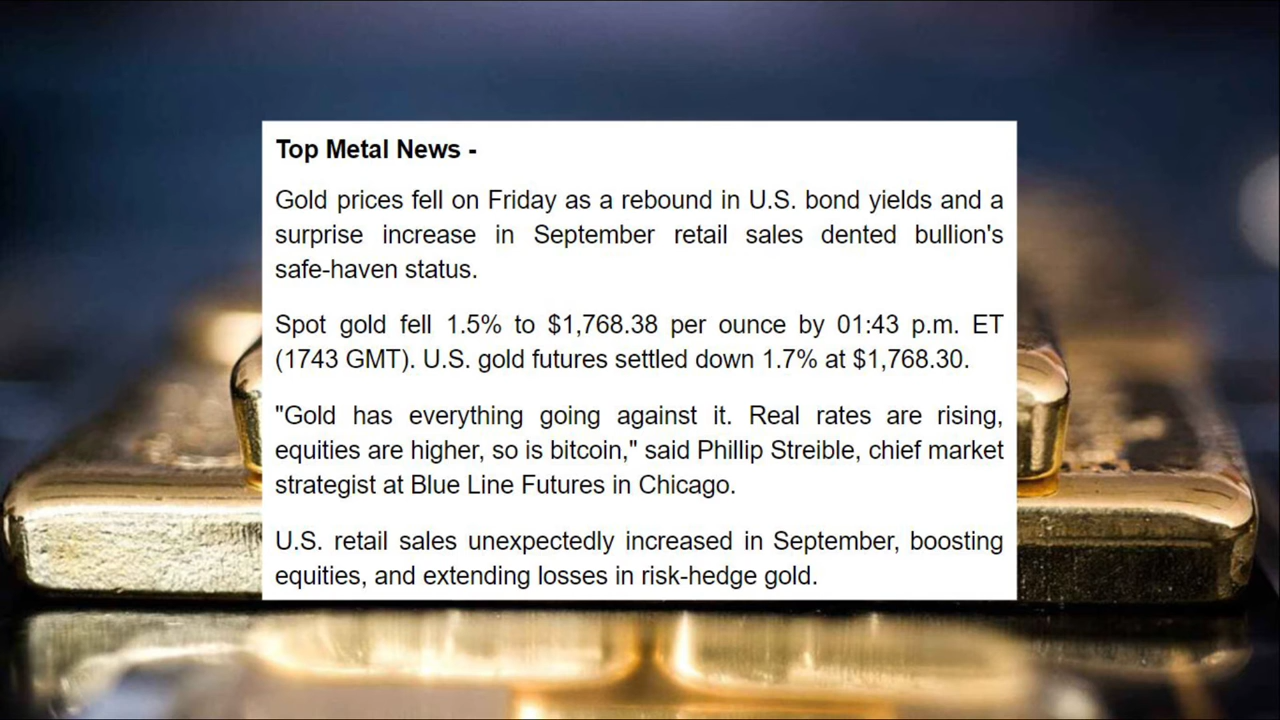 Top Metal News -
Gold prices fell on Friday as a rebound in U.S. bond yields and a
surprise increase in September retail sales dented bullion's
safe-haven status.
Spot gold fell 1.5% to $1,768.38 per ounce by 01:43 p.m. ET
(1743 GMT). U.S. gold futures settled down 1.7% at $1,768.30.
"Gold has everything going against it. Real rates are rising,
equities are higher, so is bitcoin," said Phillip Streible, chief market
strategist at Blue Line Futures in Chicago.
U.S. retail sales unexpectedly increased in September, boosting
equities, and extending losses in risk-hedge gold.